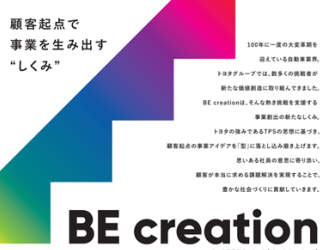 顧客起点で
事業を生み出す
“しくみ”
100年に一度の大変革期を
迎えている自動車業界。
トヨタグループでは、数多くの挑戦者が
新たな価値創造に取り組んできました。
BE creationは、そんな熱き挑戦を支援する
事業創出の新たなしくみ。
トヨタの強みであるTPSの思想に基づき、
顧客起点の事業アイデアを「型」に落とし込み磨き上げます。
思いある社員の意志に寄り添い、
顧客が本当に求める課題解決を実現することで、
豊かな社会づくりに貢献していきます。
BE creation